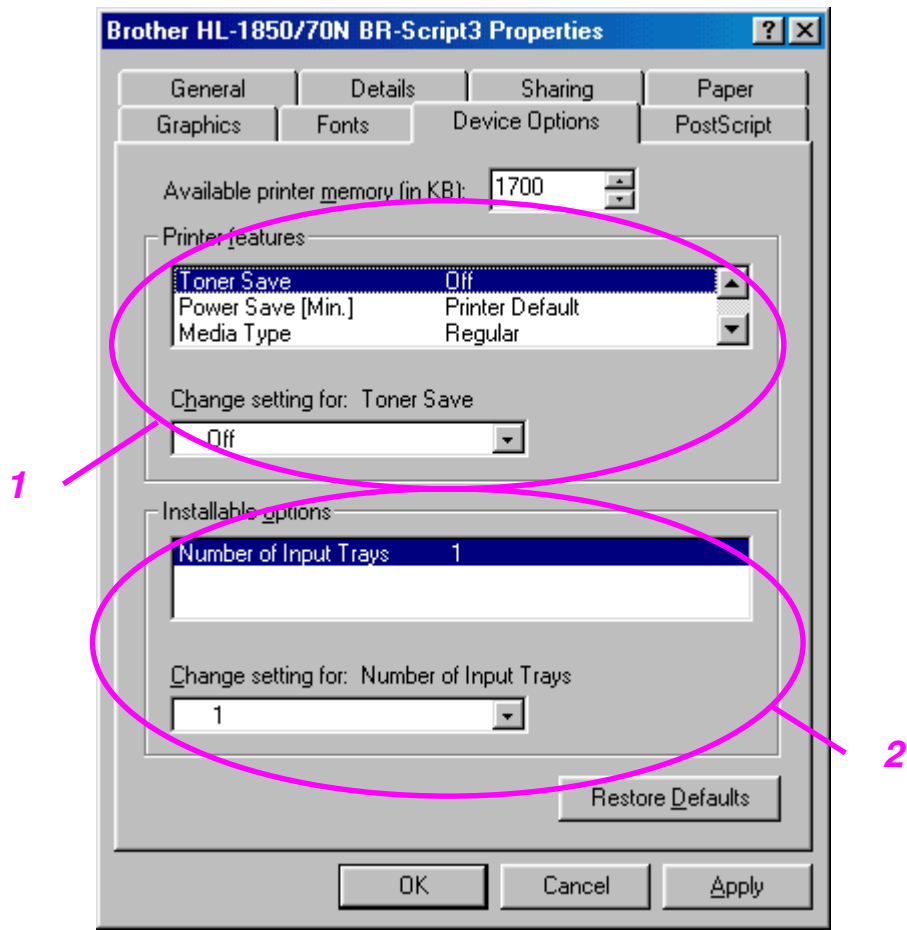 Brother HL-1850/70N BR-Script3 Properties
General Details Sharing Paper
Graphics Fonts Device Options PostScript
Available printer memory (in KB): 1700
Printer features
Toner Save Off
Power Save [Min.] Printer Default
Media Type Regular
Change setting for: Toner Save
Off
1
Installable options
Number of Input Trays 1
Change setting for: Number of Input Trays
1
2
Restore Defaults
OK Cancel Apply